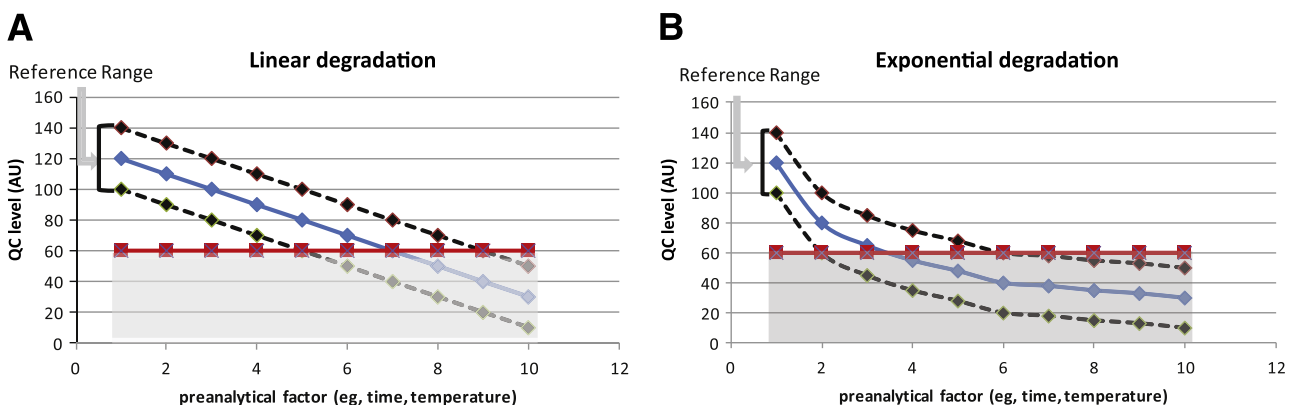 A
Linear degradation
Reference Range
160
140
120
100
80
60
40
20
0
QC level (AU)
0 2 4 6 8 10 12
preanalytical factor (eg, time, temperature)
B
Exponential degradation
Reference Range
160
140
120
100
80
60
40
20
0
QC level (AU)
0 2 4 6 8 10 12
preanalytical factor (eg, time, temperature)